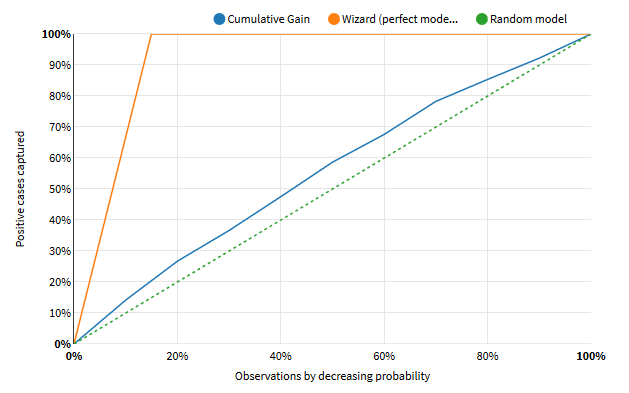 Cumulative Gain Wizard (perfect mode... Random model
100%
90%
80%
70%
60%
50%
40%
30%
20%
10%
0%
Positive cases captured
0% 20% 40% 60% 80% 100%
Observations by decreasing probability